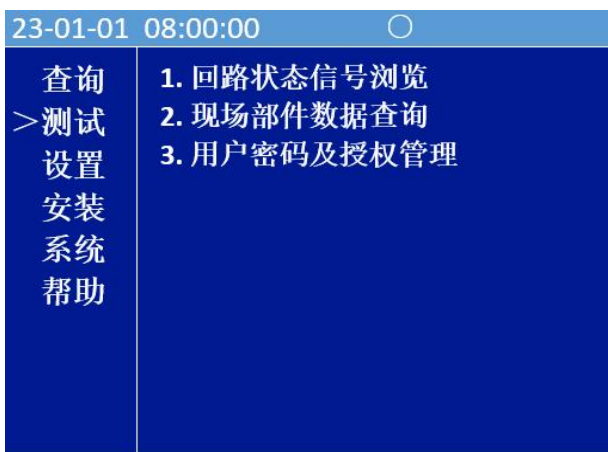 23-01-01 08:00:00 ○
查询
＞测试
设置
安装
系统
帮助
1. 回路状态信号浏览
2. 现场部件数据查询
3. 用户密码及授权管理